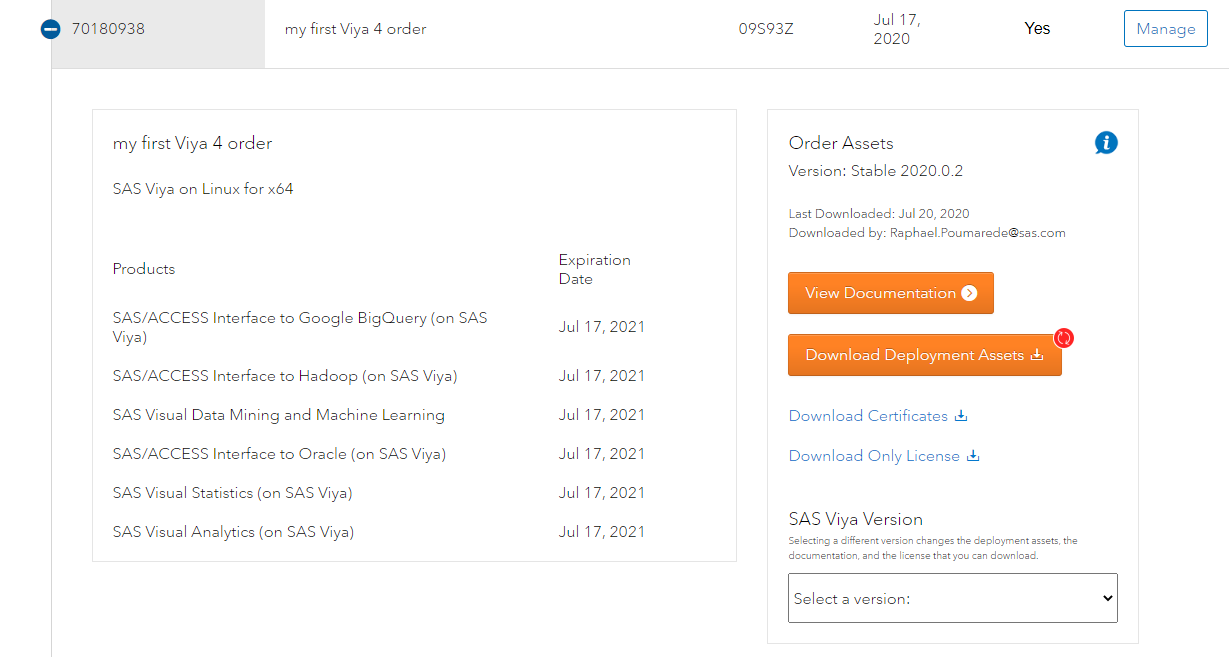 70180938
my first Viya 4 order
09S93Z
Jul 17,
2020
Yes
Manage
my first Viya 4 order
SAS Viya on Linux for x64
Products
Expiration
Date
SAS/ACCESS Interface to Google BigQuery (on SAS
Viya)
Jul 17, 2021
SAS/ACCESS Interface to Hadoop (on SAS Viya)
Jul 17, 2021
SAS Visual Data Mining and Machine Learning
Jul 17, 2021
SAS/ACCESS Interface to Oracle (on SAS Viya)
Jul 17, 2021
SAS Visual Statistics (on SAS Viya)
Jul 17, 2021
SAS Visual Analytics (on SAS Viya)
Jul 17, 2021
Order Assets
Version: Stable 2020.0.2
Last Downloaded: Jul 20, 2020
Downloaded by: Raphael.Poumarede@sas.com
View Documentation
Download Deployment Assets
Download Certificates
Download Only License
SAS Viya Version
Selecting a different version changes the deployment assets, the
documentation, and the license that you can download.
Select a version: